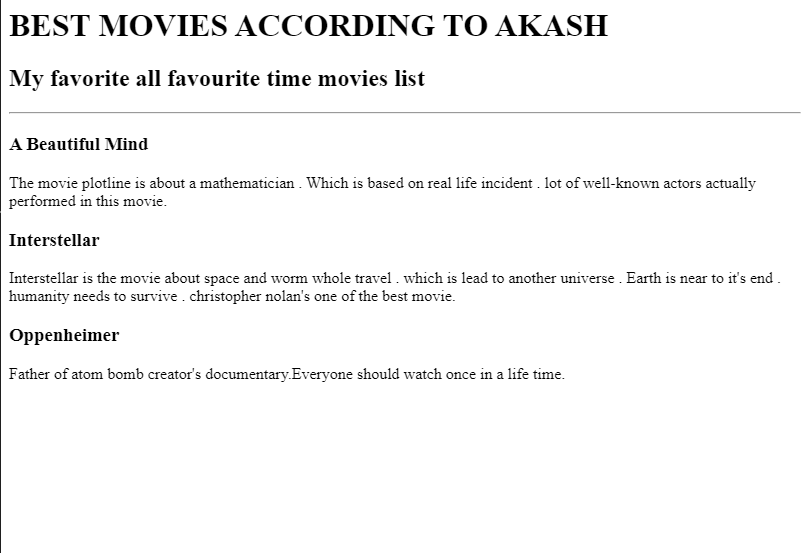 BEST MOVIES ACCORDING TO AKASH
My favorite all favourite time movies list
A Beautiful Mind
The movie plotline is about a mathematician . Which is based on real life incident . lot of well-known actors actually
performed in this movie.
Interstellar
Interstellar is the movie about space and worm whole travel . which is lead to another universe . Earth is near to it's end .
humanity needs to survive . christopher nolan's one of the best movie.
Oppenheimer
Father of atom bomb creator's documentary.Everyone should watch once in a life time.